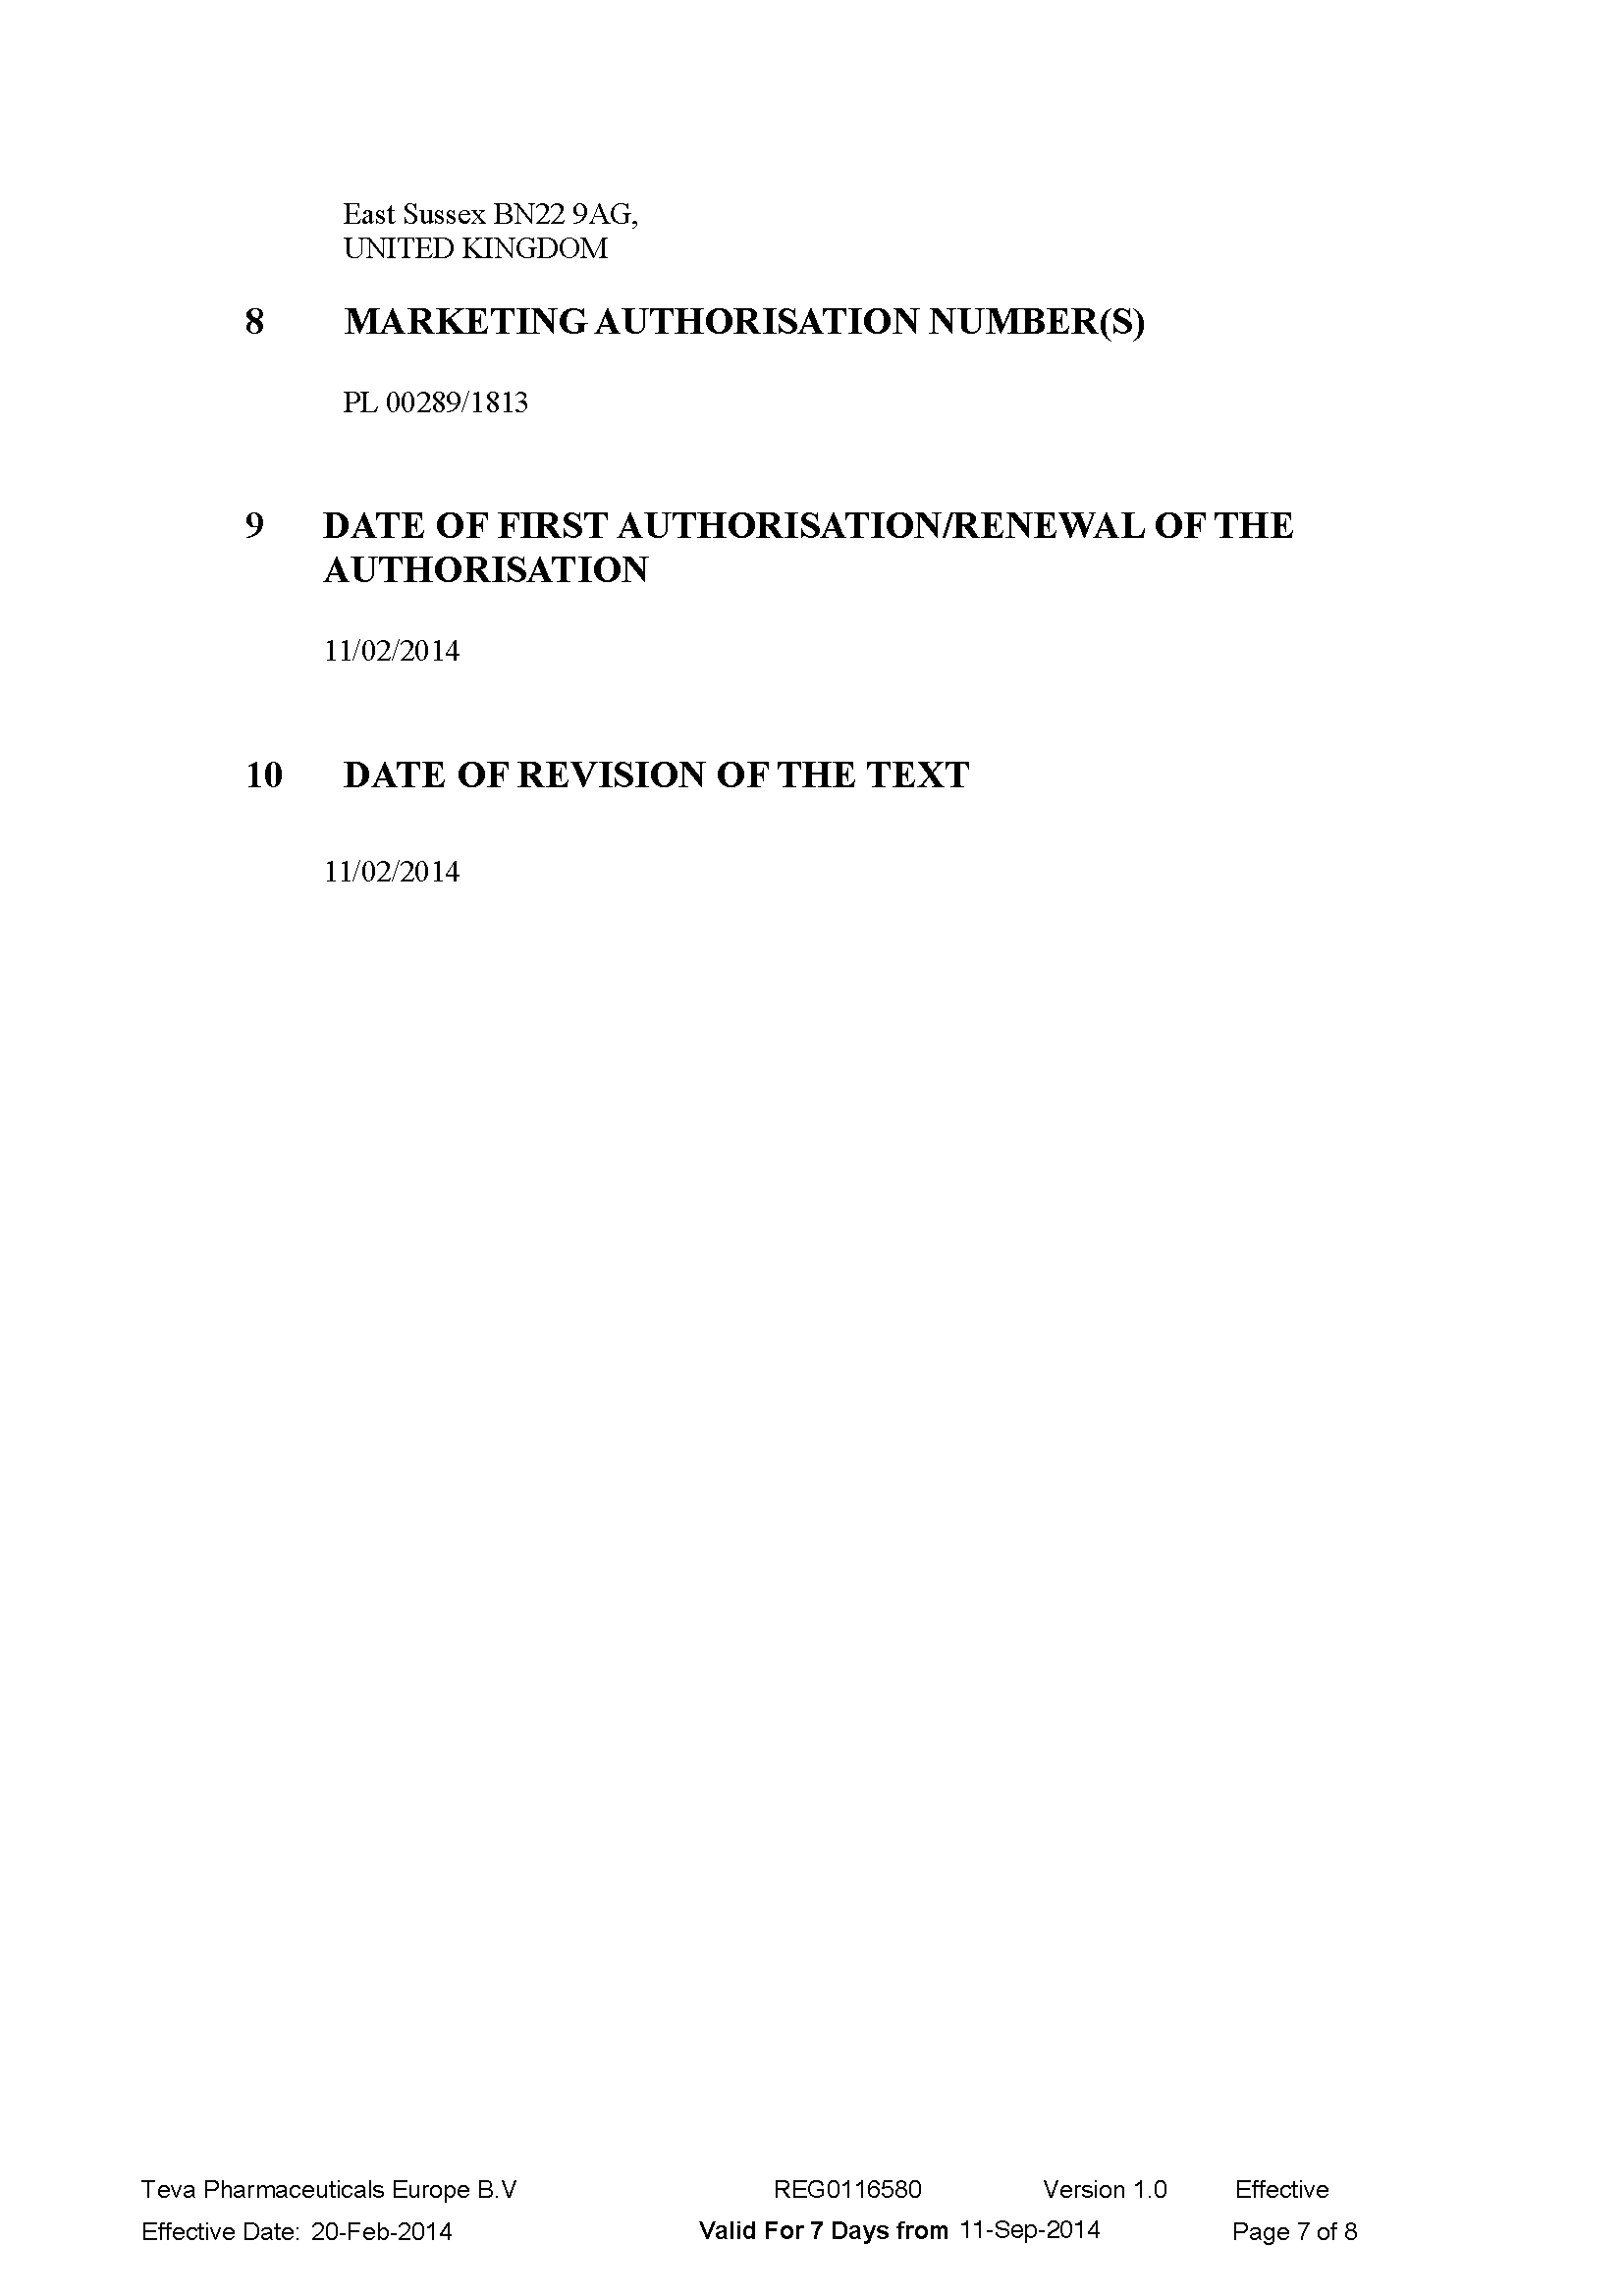 East Sussex BN22 9AG,
UNITED KINGDOM
8 MARKETING AUTHORISATION NUMBER(S)
PL 00289/1813
9 DATE OF FIRST AUTHORISATION/RENEWAL OF THE
AUTHORISATION
11/02/2014
10 DATE OF REVISION OF THE TEXT
11/02/2014
Teva Pharmaceuticals Europe B.V REG0116580 Version 1.0 Effective
Effective Date: 20-Feb-2014 Valid For 7 Days from 11-Sep-2014 Page 7 of 8